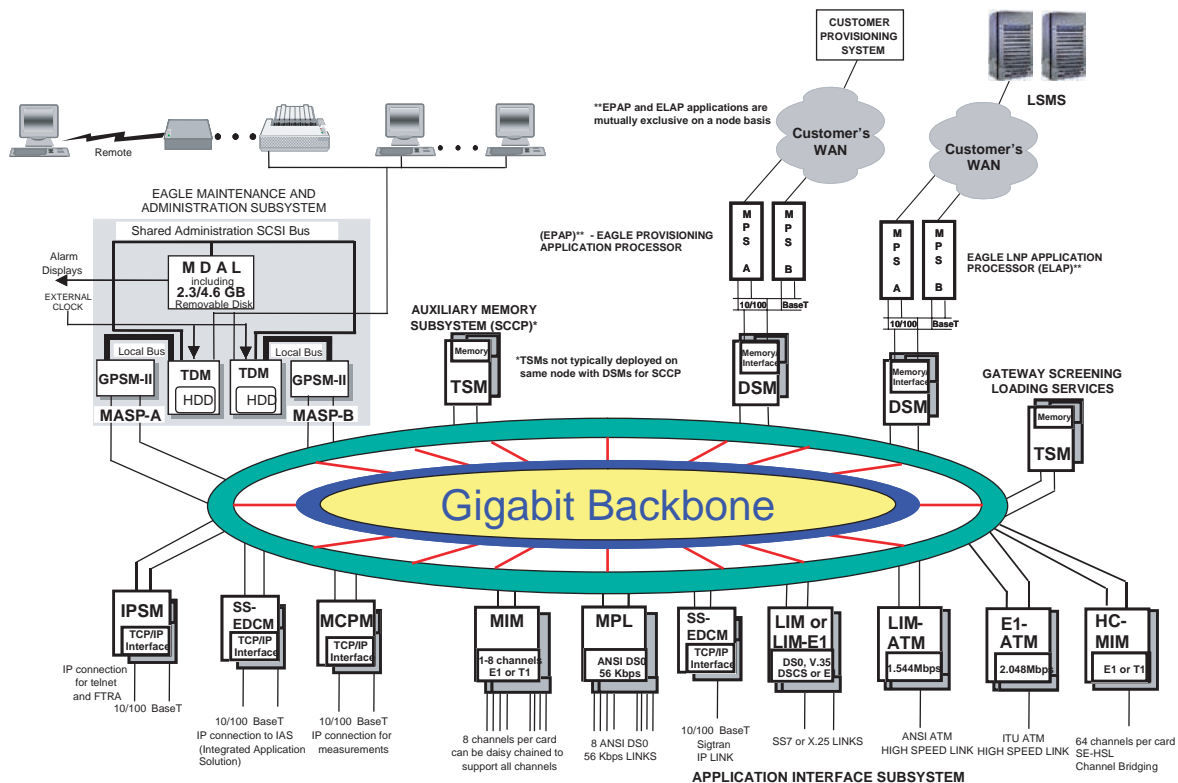 CUSTOMER
PROVISIONING
SYSTEM
LSMS
**EPAP and ELAP applications are
mutually exclusive on a node basis
Customer's
WAN
Customer's
WAN
Remote
EAGLE MAINTENANCE AND
ADMINISTRATION SUBSYSTEM
Shared Administration SCSI Bus
Alarm
Displays
EXTERNAL
CLOCK
M D A L
including
2.3/4.6 GB
Removable Disk
Local Bus
Local Bus
GPSM-II
TDM
HDD
TDM
HDD
GPSM-II
MASP-A
MASP-B
(EPAP)** - EAGLE PROVISIONING
APPLICATION PROCESSOR
M
P
S
A
M
P
S
B
10/100
BaseT
M
P
S
A
M
P
S
B
10/100
BaseT
EAGLE LNP APPLICATION
PROCESSOR (ELAP)**
AUXILIARY MEMORY
SUBSYSTEM (SCCP)*
Memory
TSM
*TSMs not typically deployed on
same node with DSMs for SCCP
Memory/
Interface
DSM
Memory/
Interface
DSM
GATEWAY SCREENING
LOADING SERVICES
Memory
TSM
Gigabit Backbone
IPSM
TCP/IP
Interface
IP connection
for telnet
and FTRA
10/100 BaseT
SS-
EDCM
TCP/IP
Interface
10/100 BaseT
IP connection to IAS
(Integrated Application
Solution)
MCPM
TCP/IP
Interface
10/100 BaseT
IP connection for
measurements
MIM
1-8 channels
E1 or T1
8 channels per card
can be daisy chained to
support all channels
MPL
ANSI DS0
56 Kbps
8 ANSI DS0
56 Kbps LINKS
SS-
EDCM
TCP/IP
Interface
10/100 BaseT
Sigtran
IP LINK
LIM or
LIM-E1
DS0, V.35
DSCS or E
SS7 or X.25 LINKS
LIM-
ATM
1.544Mbps
ANSI ATM
HIGH SPEED LINK
E1-
ATM
2.048Mbps
ITU ATM
HIGH SPEED LINK
HC-
MIM
E1 or T1
64 channels per card
SE-HSL
Channel Bridging
APPLICATION INTERFACE SUBSYSTEM